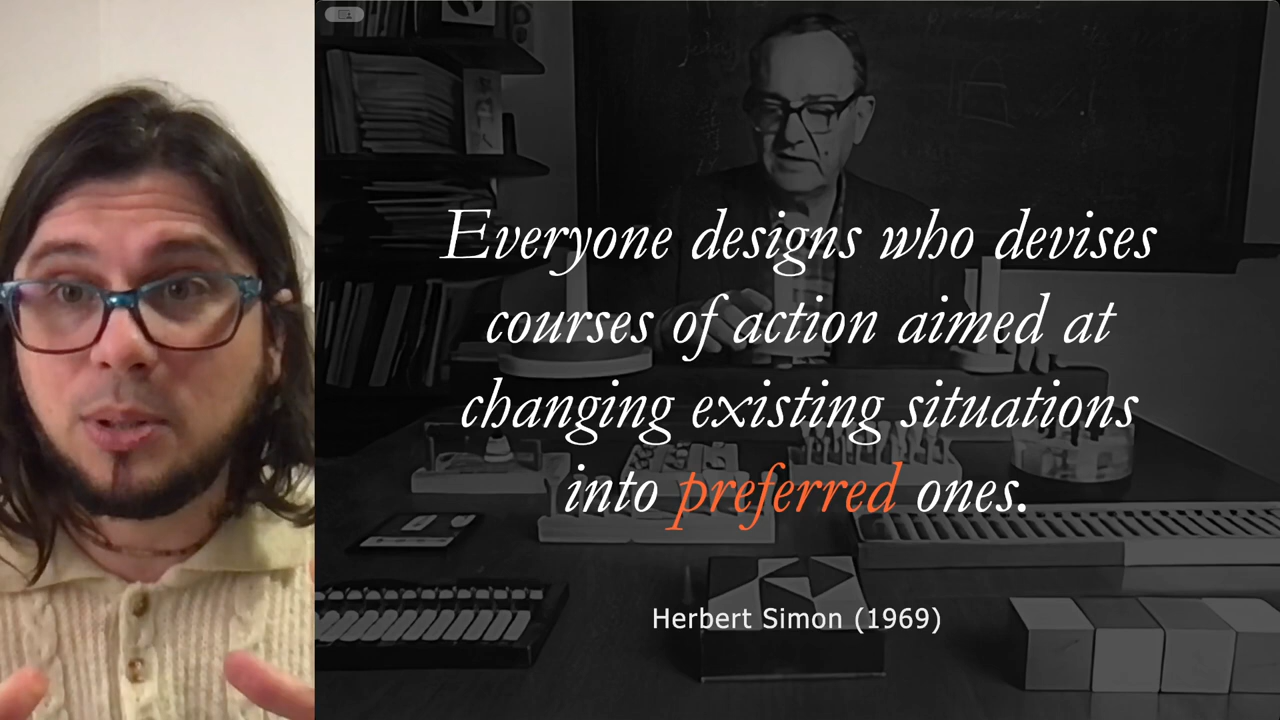 Everyone designs who devises
courses of action aimed at
changing existing situations
into preferred ones.
Herbert Simon (1969)